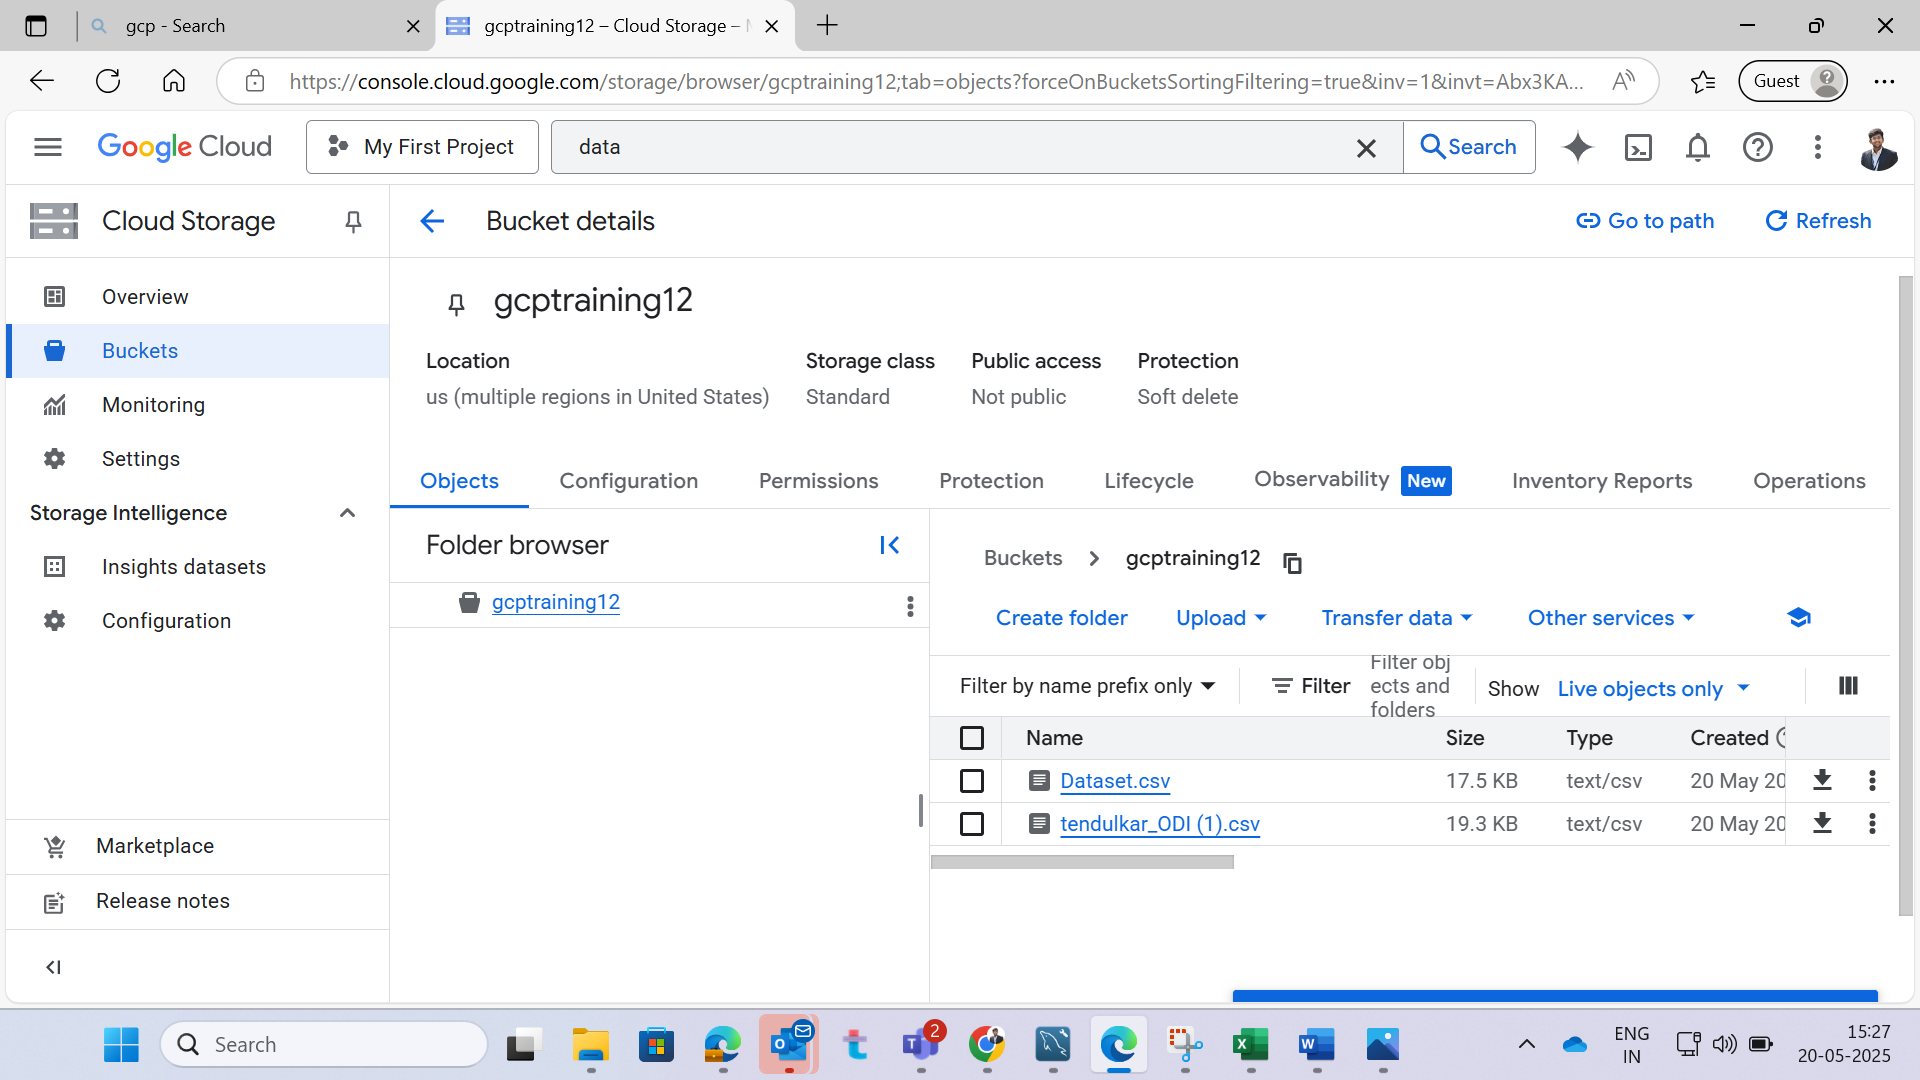 gcp - Search
gcptraining12 – Cloud Storage –
https://console.cloud.google.com/storage/browser/gcptraining12;tab=objects?forceOnBucketsSortingFiltering=true&inv=1&invt=Abx3KA...
Guest
Google Cloud
My First Project
data
Search
Cloud Storage
Bucket details
Go to path
Refresh
Overview
Buckets
Monitoring
Settings
Storage Intelligence
Insights datasets
Configuration
Marketplace
Release notes
gcptraining12
Location
us (multiple regions in United States)
Storage class
Standard
Public access
Not public
Protection
Soft delete
Objects
Configuration
Permissions
Protection
Lifecycle
Observability New
Inventory Reports
Operations
Folder browser
gcptraining12
Buckets > gcptraining12
Create folder
Upload
Transfer data
Other services
Filter by name prefix only
Filter
Filter obj
ects and
folders
Show Live objects only
Name Size Type Created
Dataset.csv 17.5 KB text/csv 20 May 20
tendulkar_ODI (1).csv 19.3 KB text/csv 20 May 20
Search
2
ENG
IN
15:27
20-05-2025